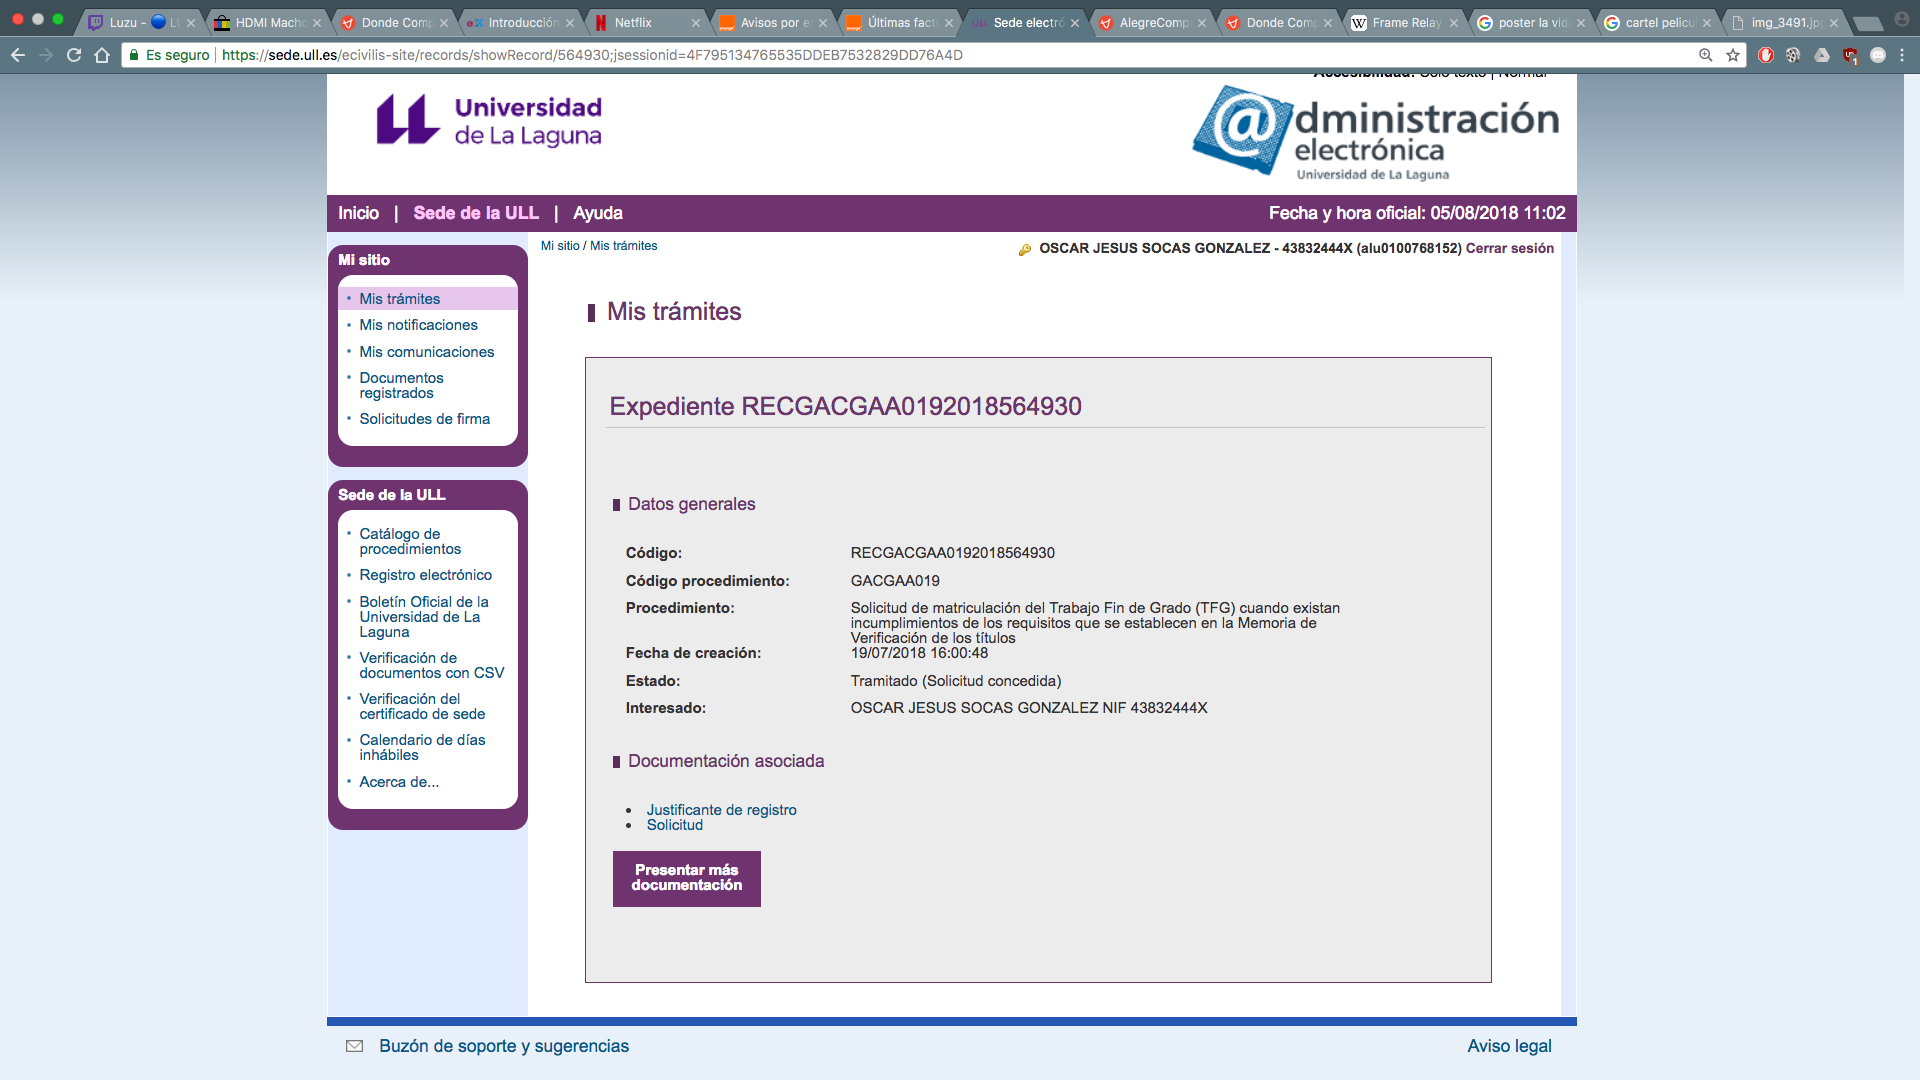 Luzu - 🔵 L
HDMI Macho
Donde Comp
Introducción
Netflix
Avisos por e
Últimas fact
Sede electró
AlegreComp
Donde Comp
Frame Relay
poster la vid
cartel pelicu
img_3491.jp
Es seguro
https://sede.ull.es/ecivilis-site/records/showRecord/564930;jsessionid=4F795134765535DDEB7532829DD76A4D
Accesibilidad: Sólo texto | Normal
Universidad
de La Laguna
@dministración
electrónica
Universidad de La Laguna
Inicio | Sede de la ULL | Ayuda
Fecha y hora oficial: 05/08/2018 11:02
Mi sitio / Mis trámites
OSCAR JESUS SOCAS GONZALEZ - 43832444X (alu0100768152) Cerrar sesión
Mi sitio
Mis trámites
Mis notificaciones
Mis comunicaciones
Documentos
registrados
Solicitudes de firma
Sede de la ULL
Catálogo de
procedimientos
Registro electrónico
Boletín Oficial de la
Universidad de La
Laguna
Verificación de
documentos con CSV
Verificación del
certificado de sede
Calendario de días
inhábiles
Acerca de...
Mis trámites
Expediente RECGACGAA0192018564930
Datos generales
Código: RECGACGAA0192018564930
Código procedimiento: GACGAA019
Procedimiento: Solicitud de matriculación del Trabajo Fin de Grado (TFG) cuando existan
incumplimientos de los requisitos que se establecen en la Memoria de
Verificación de los títulos
Fecha de creación: 19/07/2018 16:00:48
Estado: Tramitado (Solicitud concedida)
Interesado: OSCAR JESUS SOCAS GONZALEZ NIF 43832444X
Documentación asociada
Justificante de registro
Solicitud
Presentar más
documentación
Buzón de soporte y sugerencias
Aviso legal